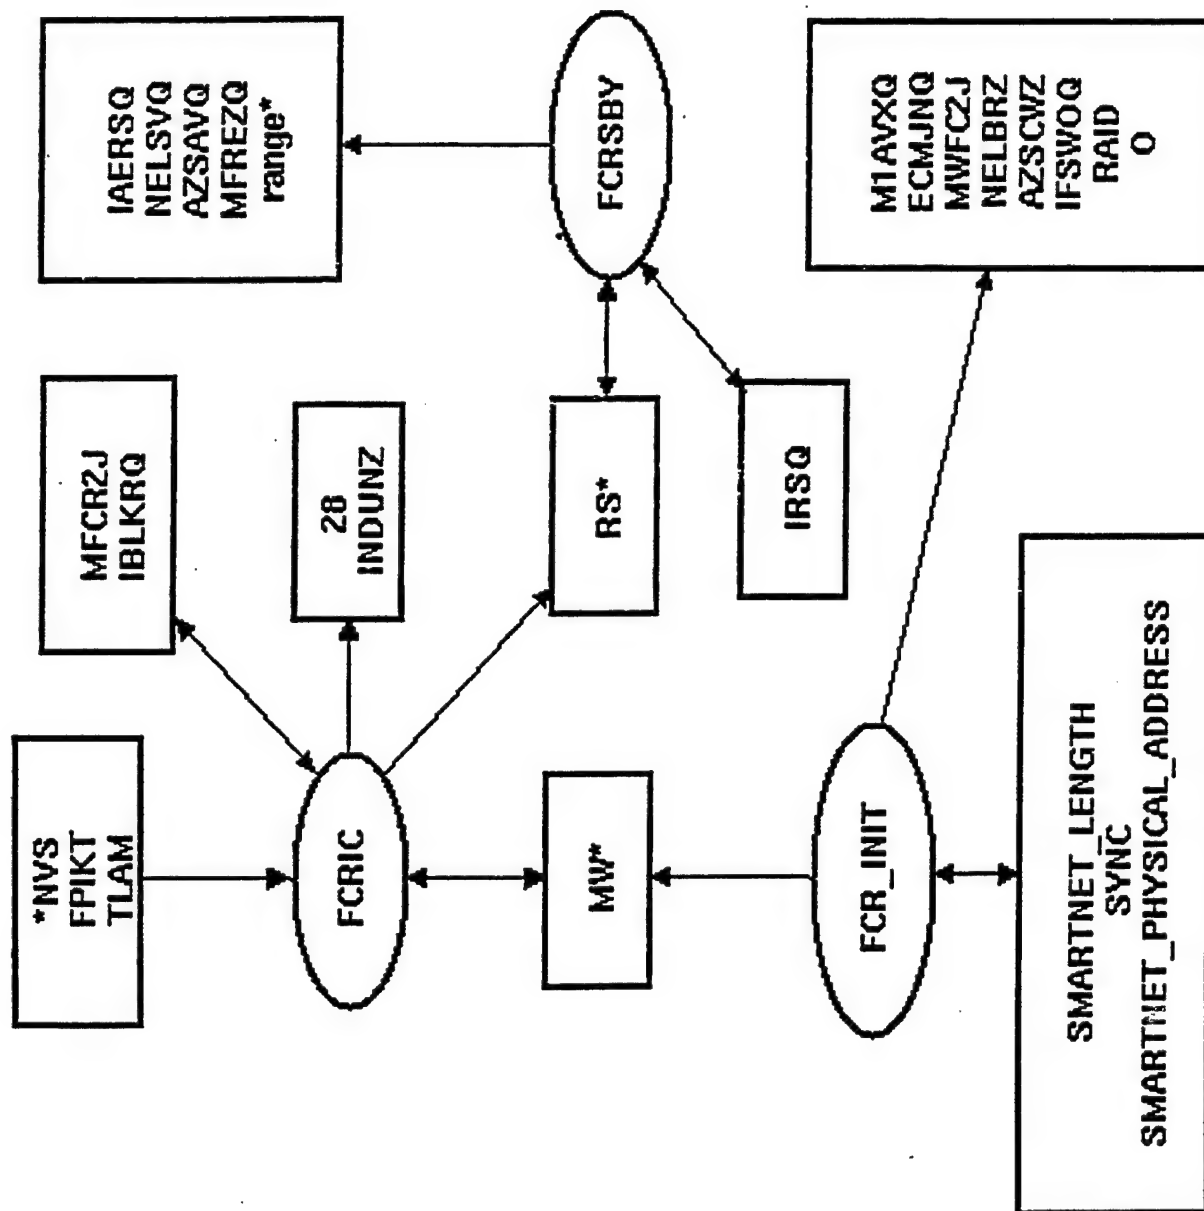 *NVS
FPIKT
TLAM
MFCR2J
IBLKRQ
IAERSQ
NELSVQ
AZSAVQ
MFREZQ
range*
FCRIC
28
INDUNZ
MW*
RS*
FCRSBY
IRSQ
FCR_INIT
M1AVXQ
ECMJNQ
MWFC2J
NELBRZ
AZSCWZ
IFSWOQ
RAID
O
SMARTNET_LENGTH
SYNC
SMARTNET_PHYSICAL_ADDRESS